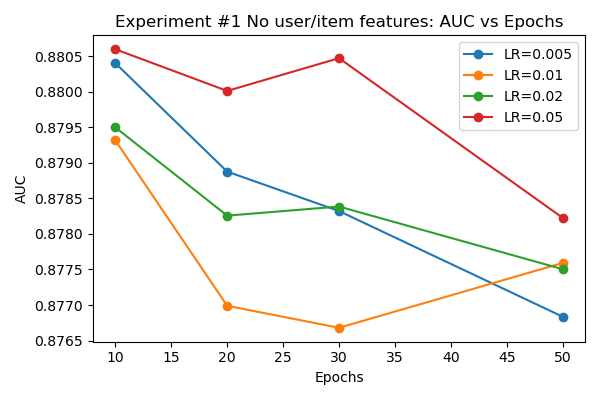 Experiment #1 No user/item features: AUC vs Epochs
LR=0.005
LR=0.01
LR=0.02
LR=0.05
AUC
0.8805
0.8800
0.8795
0.8790
0.8785
0.8780
0.8775
0.8770
0.8765
10 15 20 25 30 35 40 45 50
Epochs